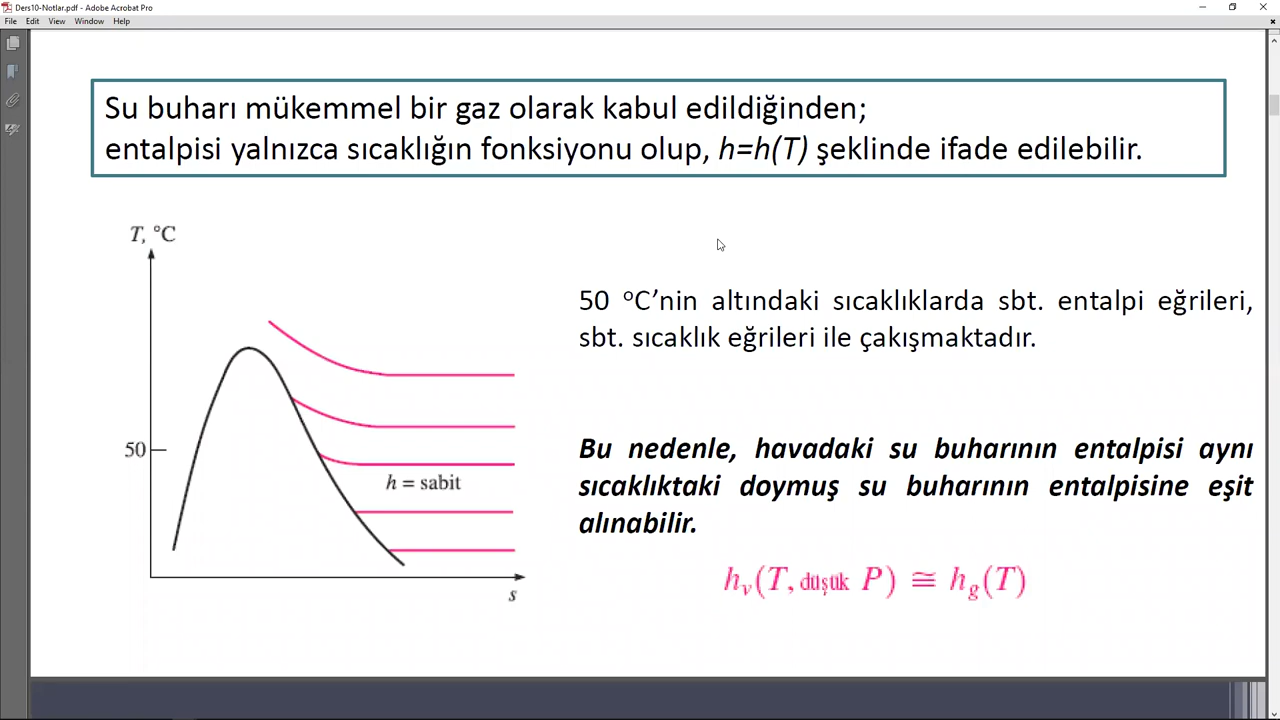 Ders10-Notlar.pdf - Adobe Acrobat Pro
File Edit View Window Help
Su buharı mükemmel bir gaz olarak kabul edildiğinden;
entalpisi yalnızca sıcaklığın fonksiyonu olup, h=h(T) şeklinde ifade edilebilir.
T, °C
50
h = sabit
s
50 °C’nin altındaki sıcaklıklarda sbt. entalpi eğrileri,
sbt. sıcaklık eğrileri ile çakışmaktadır.
Bu nedenle, havadaki su buharının entalpisi aynı
sıcaklıktaki doymuş su buharının entalpisine eşit
alınabilir.
hv(T, düşük P) ≅ hg(T)